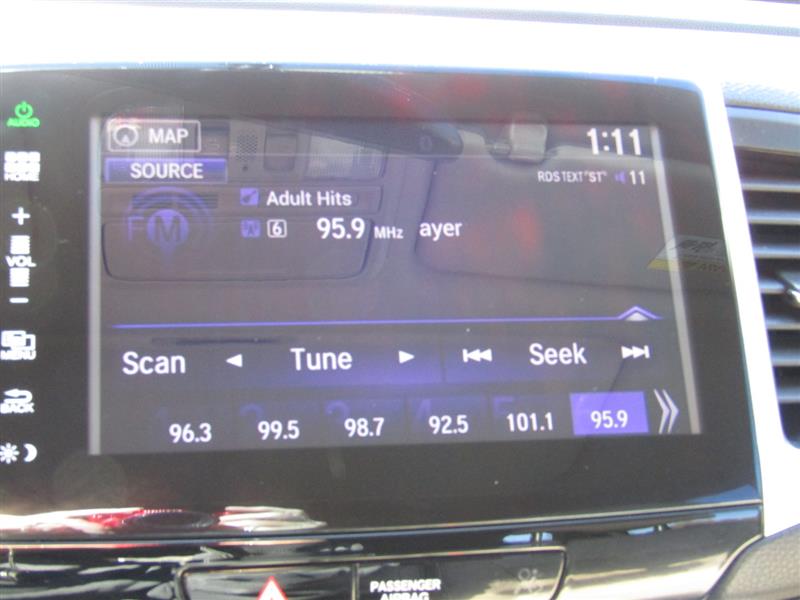 AUDIO
HOME
+
VOL
−
MENU
BACK
MAP
1:11
SOURCE
RDS TEXT "ST" 11
FM
Adult Hits
6 95.9 MHz ayer
Scan ◄ Tune ► ⏮ Seek ⏭
96.3 99.5 98.7 92.5 101.1 95.9
PASSENGER
AIRBAG